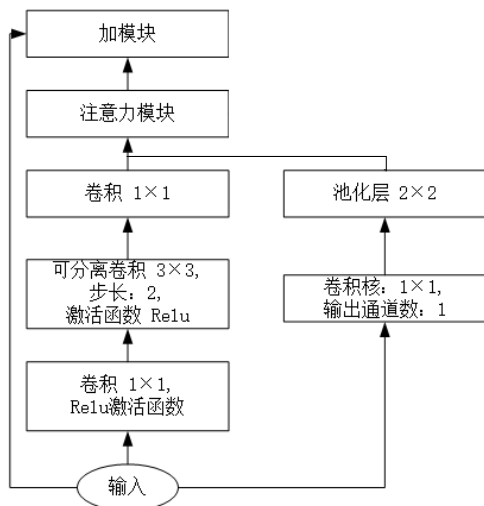 加模块
注意力模块
卷积 1×1
池化层 2×2
可分离卷积 3×3,
步长: 2,
激活函数 Relu
卷积核: 1×1,
输出通道数: 1
卷积 1×1,
Relu激活函数
输入